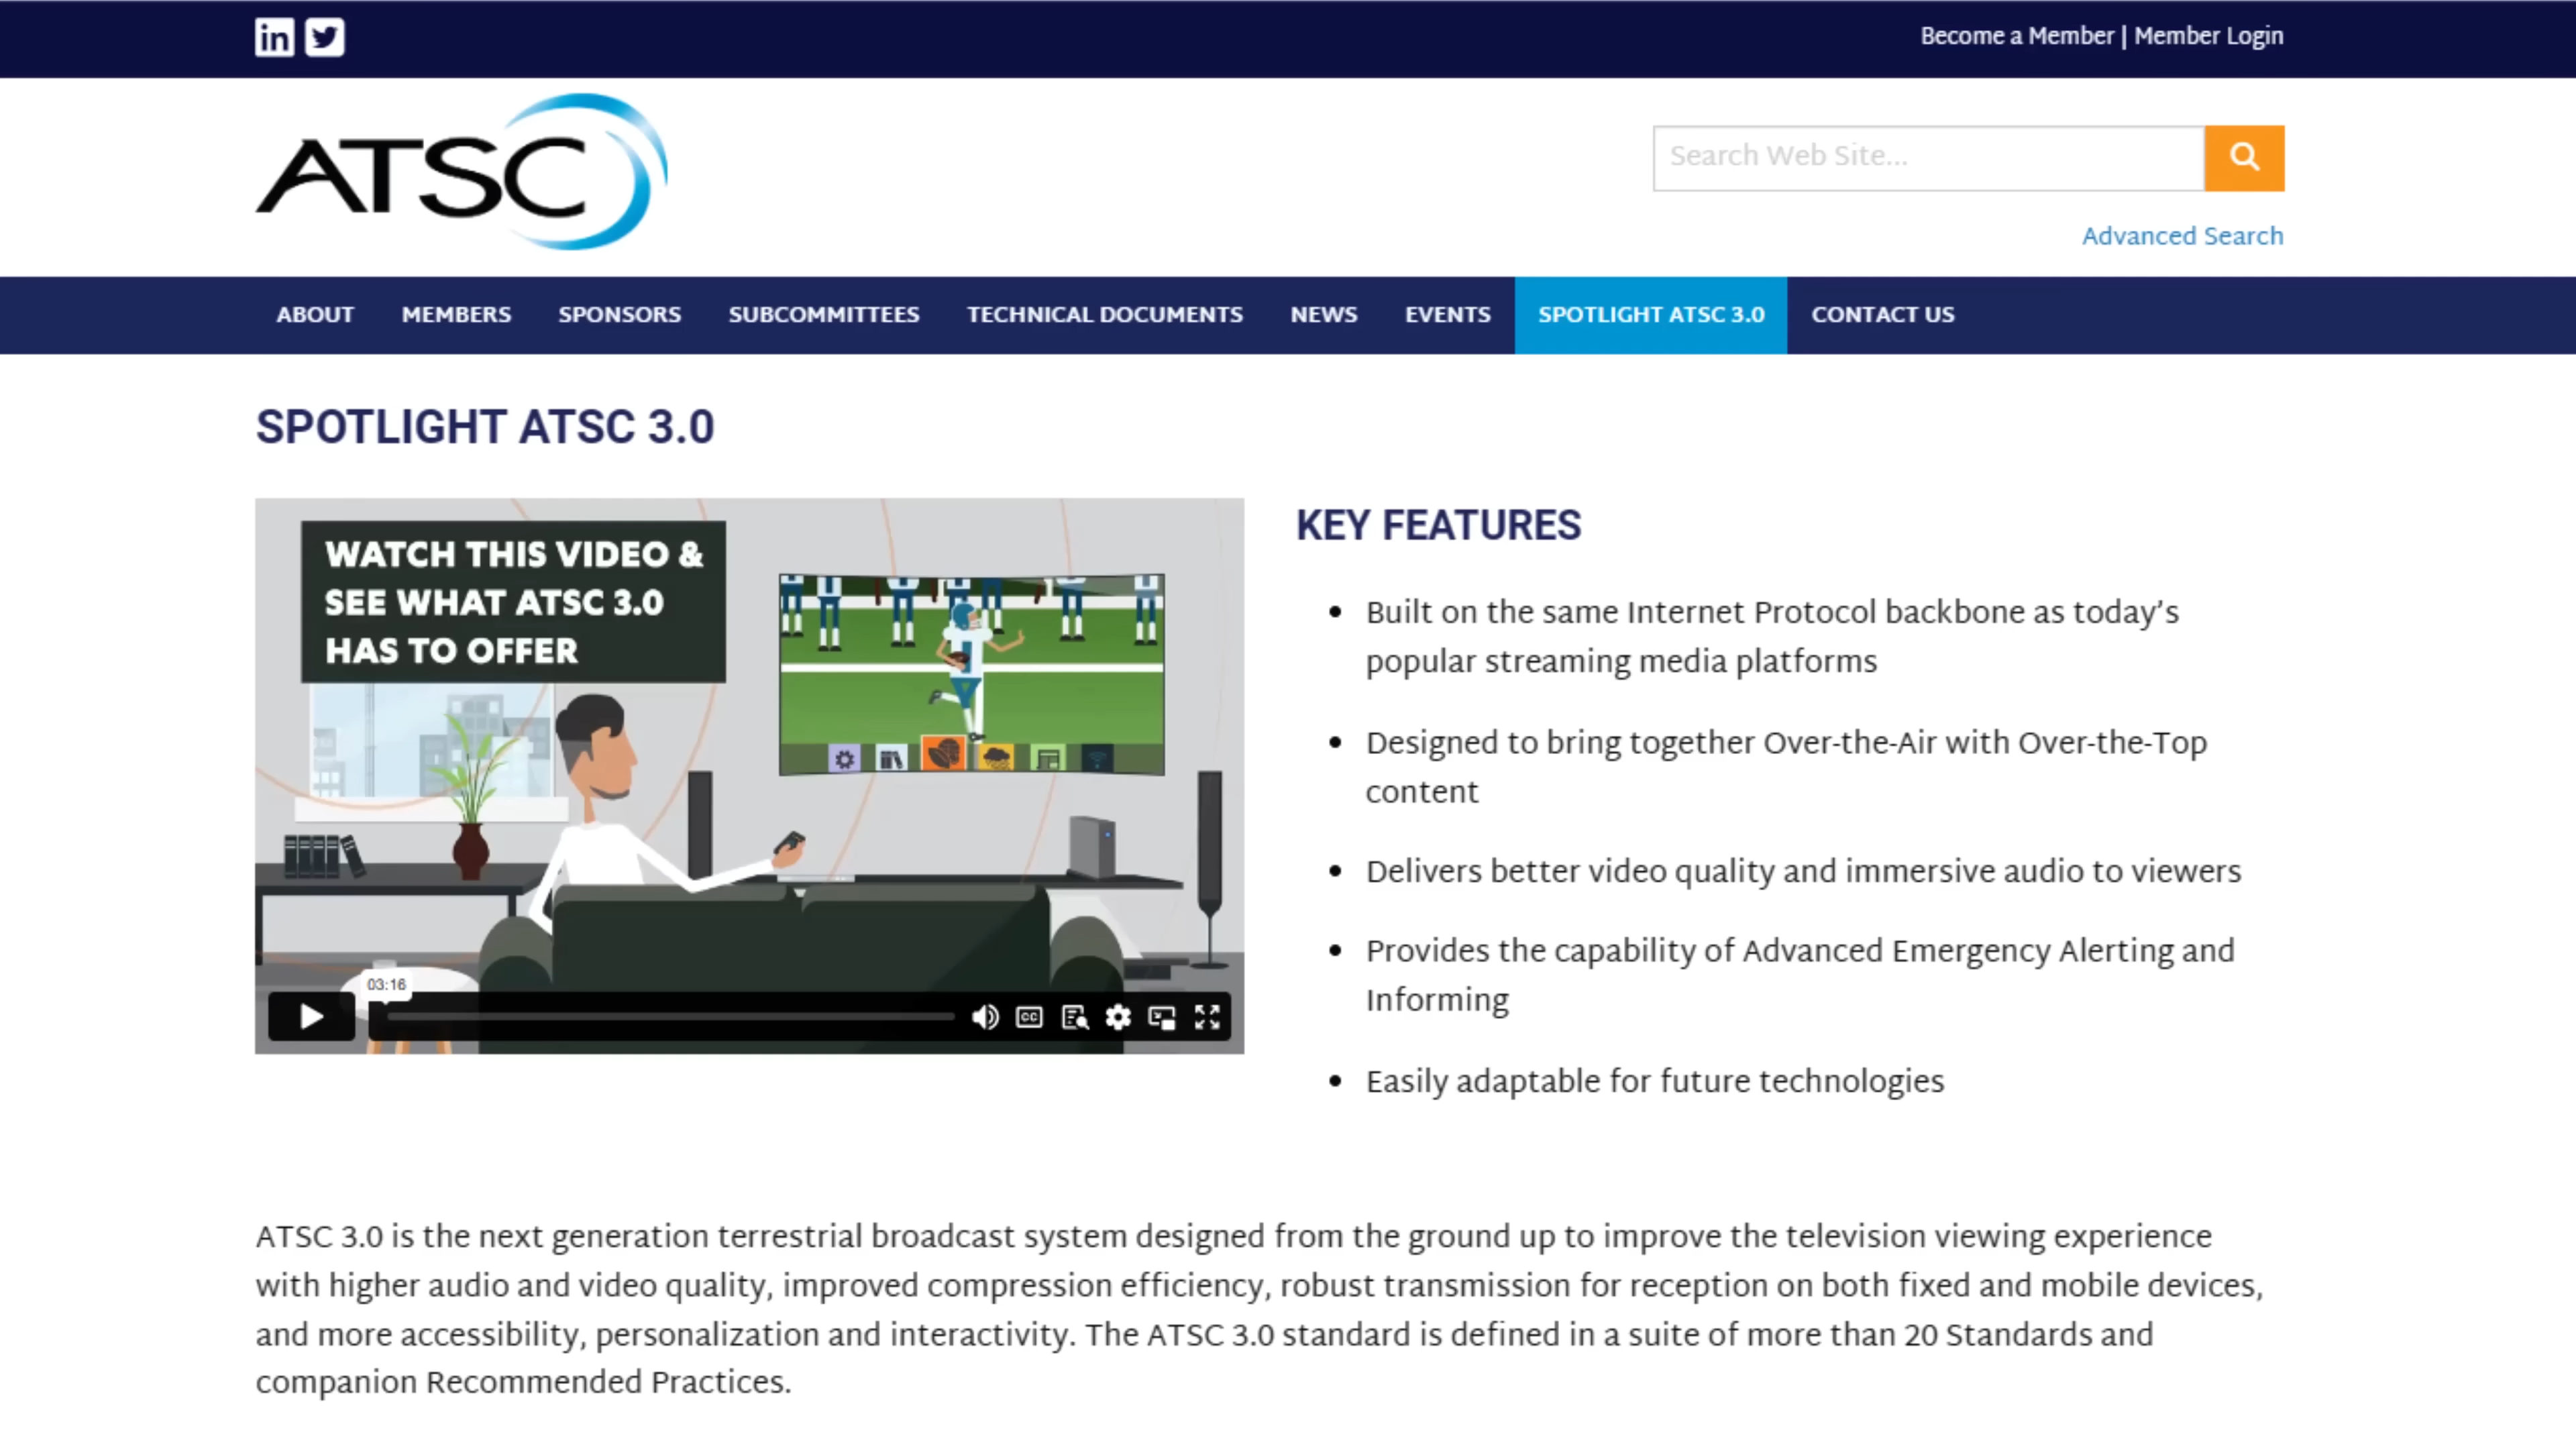 in
Become a Member | Member Login
ATSC
Search Web Site...
Advanced Search
ABOUT MEMBERS SPONSORS SUBCOMMITTEES TECHNICAL DOCUMENTS NEWS EVENTS SPOTLIGHT ATSC 3.0 CONTACT US
SPOTLIGHT ATSC 3.0
WATCH THIS VIDEO &
SEE WHAT ATSC 3.0
HAS TO OFFER
1
03:16
CC
KEY FEATURES
• Built on the same Internet Protocol backbone as today’s
popular streaming media platforms
• Designed to bring together Over-the-Air with Over-the-Top
content
• Delivers better video quality and immersive audio to viewers
• Provides the capability of Advanced Emergency Alerting and
Informing
• Easily adaptable for future technologies
ATSC 3.0 is the next generation terrestrial broadcast system designed from the ground up to improve the television viewing experience
with higher audio and video quality, improved compression efficiency, robust transmission for reception on both fixed and mobile devices,
and more accessibility, personalization and interactivity. The ATSC 3.0 standard is defined in a suite of more than 20 Standards and
companion Recommended Practices.